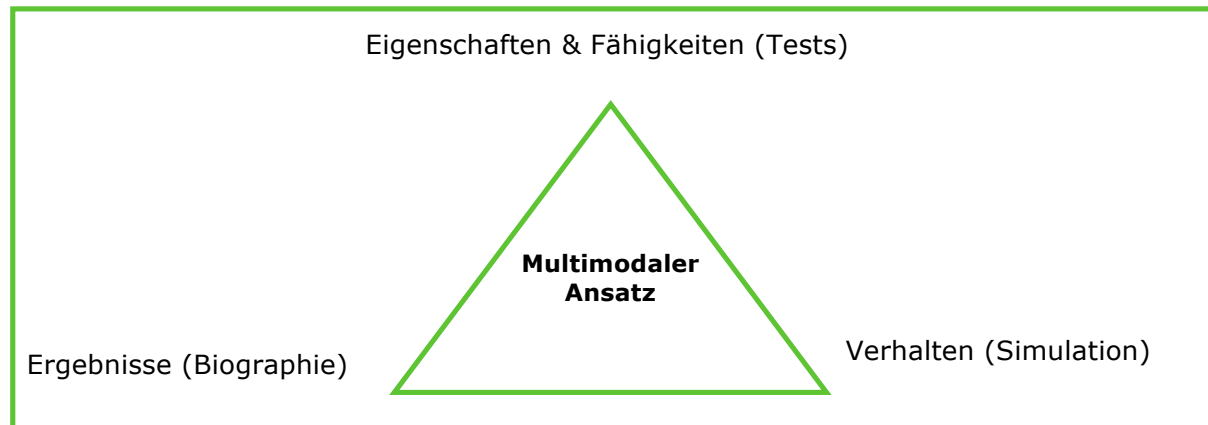 Eigenschaften & Fähigkeiten (Tests)
Multimodaler
Ansatz
Ergebnisse (Biographie)
Verhalten (Simulation)